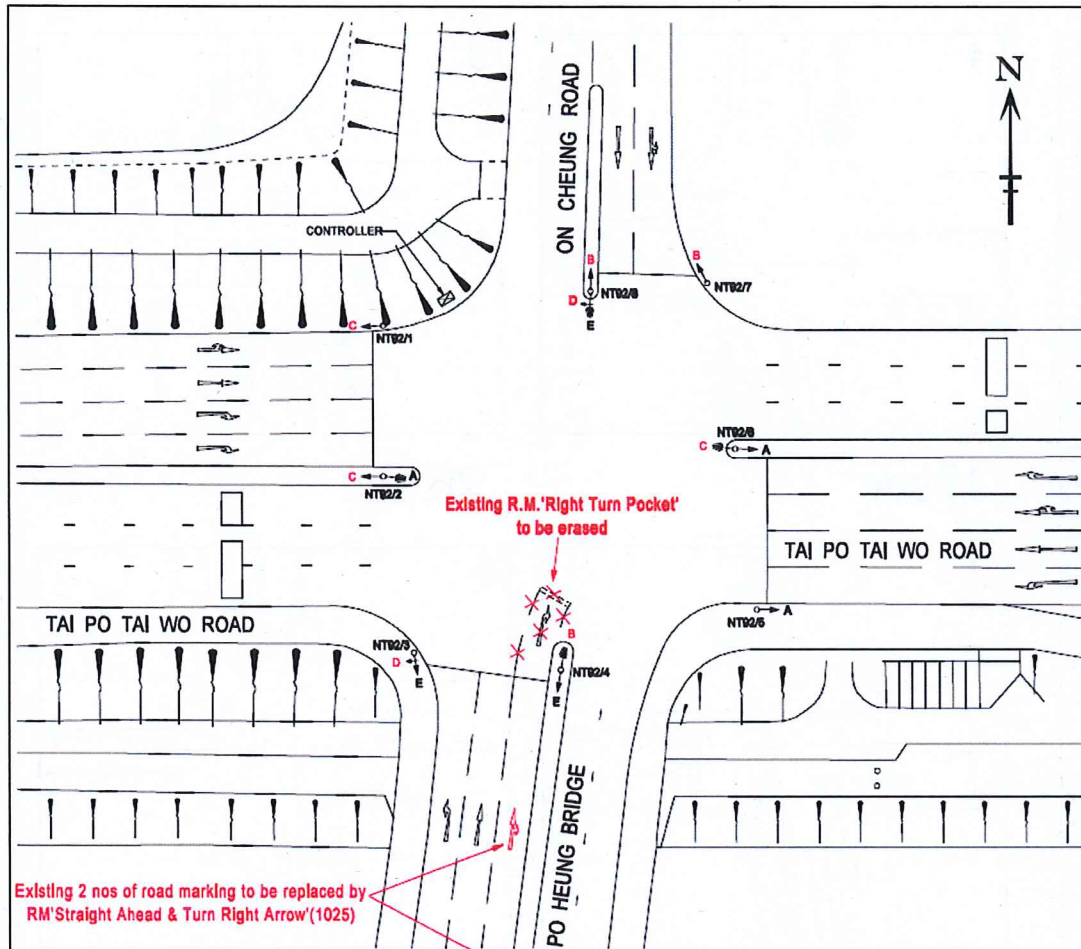 N
ON CHEUNG ROAD
CONTROLLER
B
B
NT92/7
D
NT92/8
E
C
NT92/1
NT92/6
C
A
C
A
NT92/2
Existing R.M.'Right Turn Pocket'
to be erased
TAI PO TAI WO ROAD
A
NT92/5
TAI PO TAI WO ROAD
B
NT92/3
D
E
NT92/4
E
PO HEUNG BRIDGE
Existing 2 nos of road marking to be replaced by
RM'Straight Ahead & Turn Right Arrow'(1025)